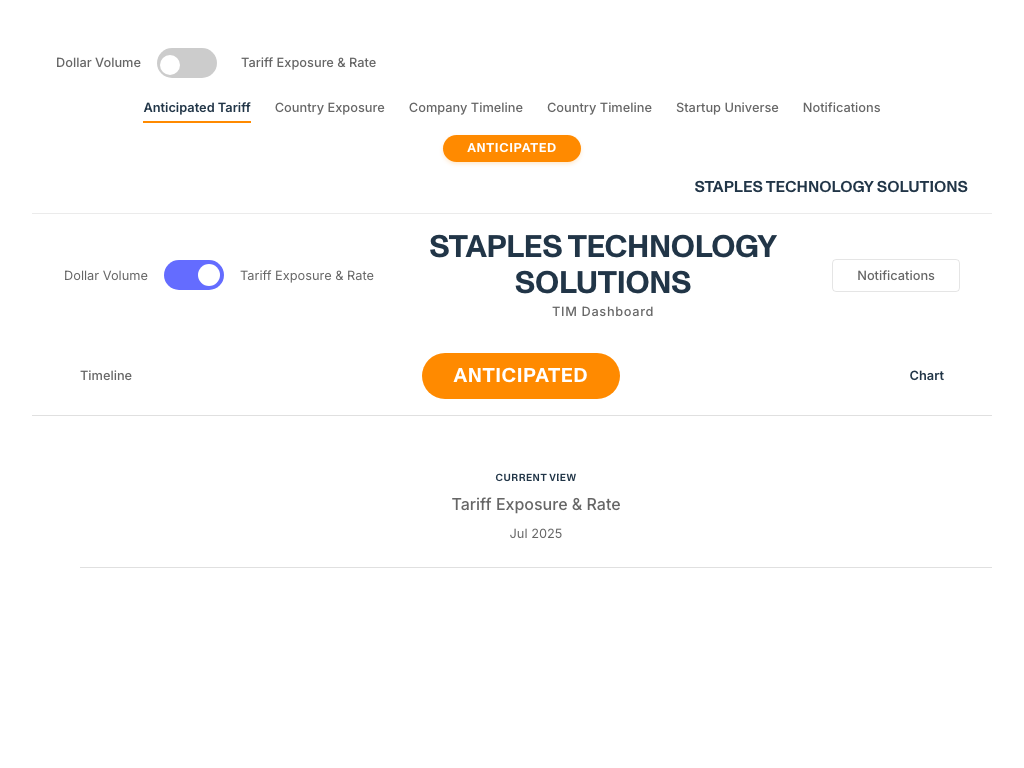 Dollar Volume Tariff Exposure & Rate
Anticipated Tariff Country Exposure Company Timeline Country Timeline Startup Universe Notifications
ANTICIPATED
STAPLES TECHNOLOGY SOLUTIONS
STAPLES TECHNOLOGY
SOLUTIONS
Dollar Volume Tariff Exposure & Rate
Notifications
TIM Dashboard
Timeline ANTICIPATED Chart
CURRENT VIEW
Tariff Exposure & Rate
Jul 2025